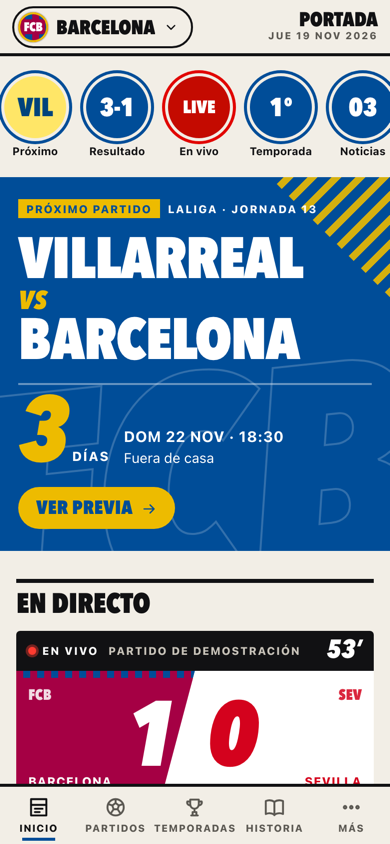 FCB BARCELONA
PORTADA
JUE 19 NOV 2026
VIL
3-1
LIVE
1º
03
Próximo
Resultado
En vivo
Temporada
Noticias
PRÓXIMO PARTIDO LALIGA · JORNADA 13
VILLARREAL
VS
BARCELONA
3 DÍAS
DOM 22 NOV · 18:30
Fuera de casa
VER PREVIA →
FCB
EN DIRECTO
EN VIVO PARTIDO DE DEMOSTRACIÓN 53’
FCB
SEV
1 0
BARCELONA
SEVILLA
INICIO
PARTIDOS
TEMPORADAS
HISTORIA
MÁS